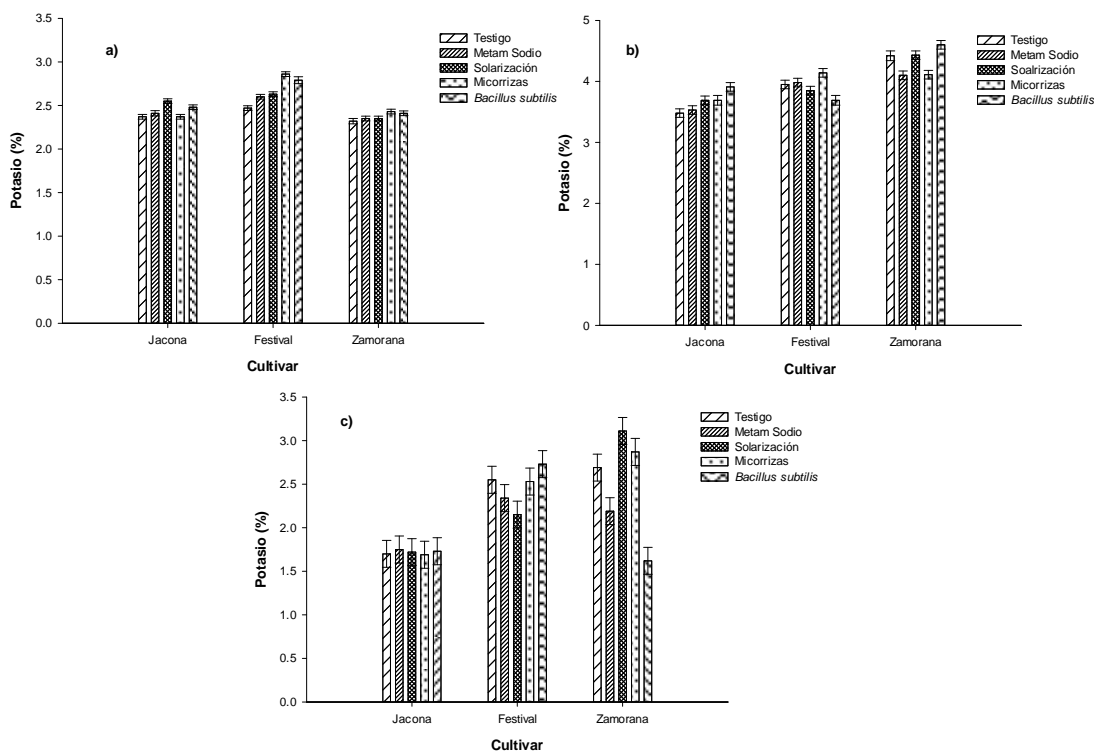 a)
Potasio (%)
3.5
3.0
2.5
2.0
1.5
1.0
0.5
0.0
Testigo
Metam Sodio
Solarización
Micorrizas
Bacillus subtilis
Jacona Festival Zamorana
Cultivar
b)
Potasio (%)
5
4
3
2
1
0
Testigo
Metam Sodio
Soalrización
Micorrizas
Bacillus subtilis
Jacona Festival Zamorana
Cultivar
c)
Potasio (%)
3.5
3.0
2.5
2.0
1.5
1.0
0.5
0.0
Testigo
Metam Sodio
Solarización
Micorrizas
Bacillus subtilis
Jacona Festival Zamorana
Cultivar